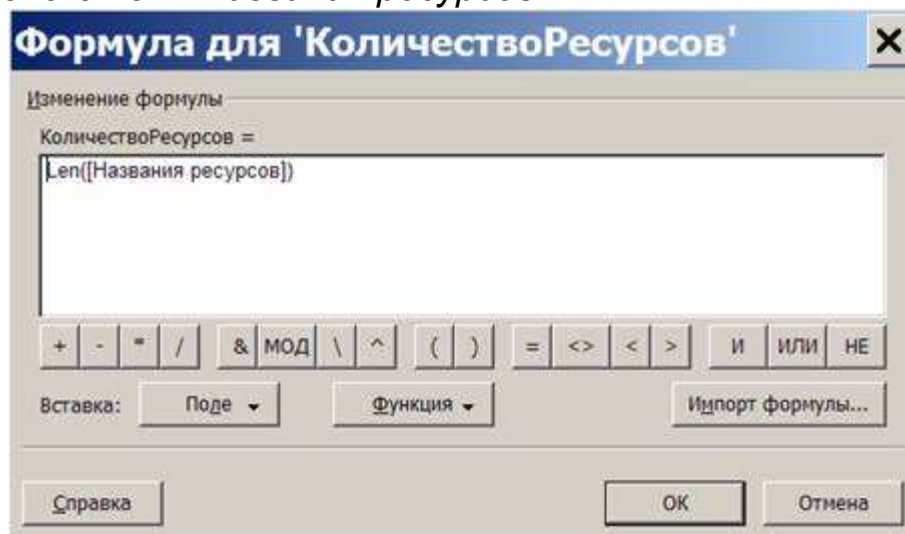 Формула для 'КоличествоРесурсов'
Изменение формулы
КоличествоРесурсов =
Len([Названия ресурсов])
+ - * / & МОД \ ^ ( ) = <> < > И ИЛИ НЕ
Вставка: Поле Функция Импорт формулы...
Справка ОК Отмена